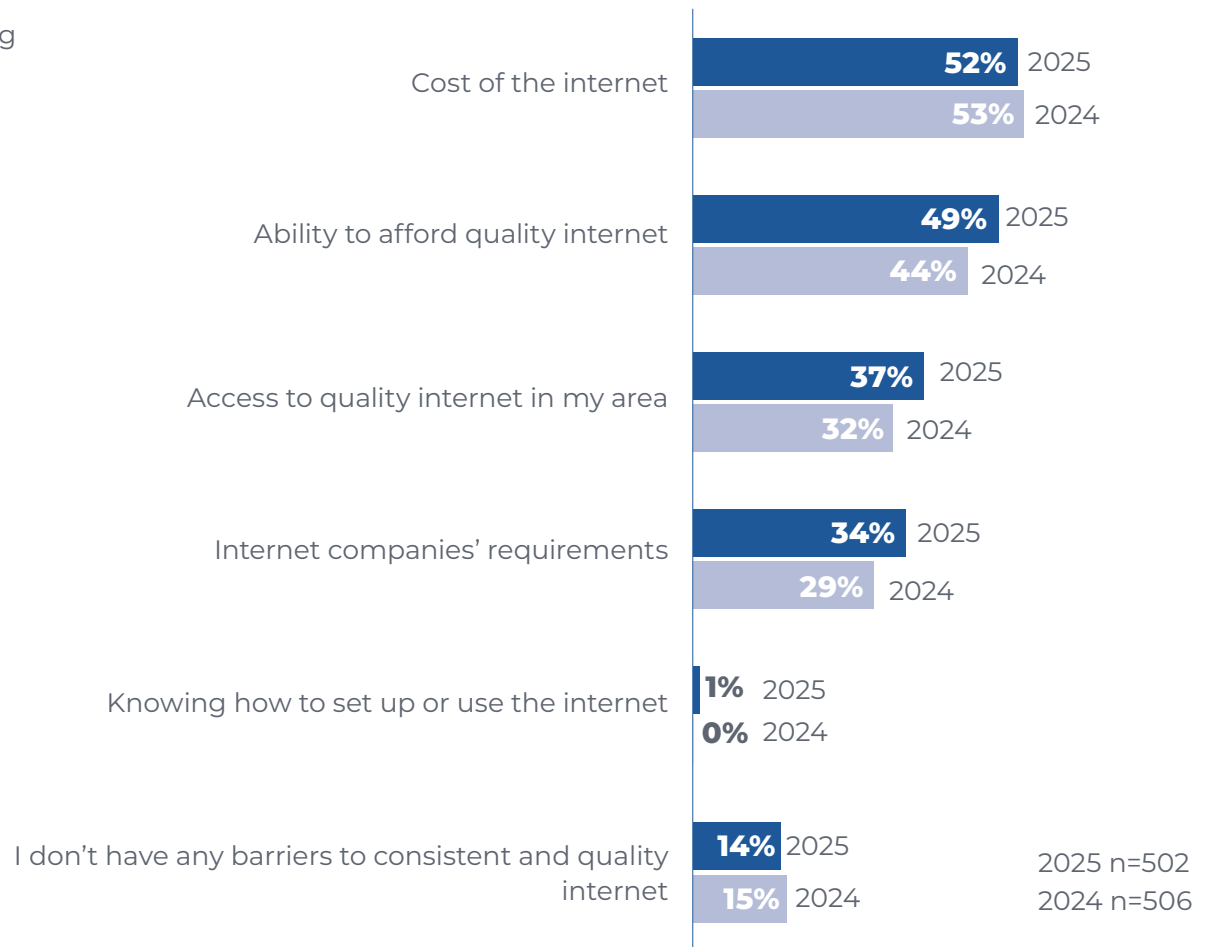 g
Cost of the internet
52% 2025
53% 2024
Ability to afford quality internet
49% 2025
44% 2024
Access to quality internet in my area
37% 2025
32% 2024
Internet companies’ requirements
34% 2025
29% 2024
Knowing how to set up or use the internet
1% 2025
0% 2024
I don’t have any barriers to consistent and quality
internet
14% 2025
15% 2024
2025 n=502
2024 n=506